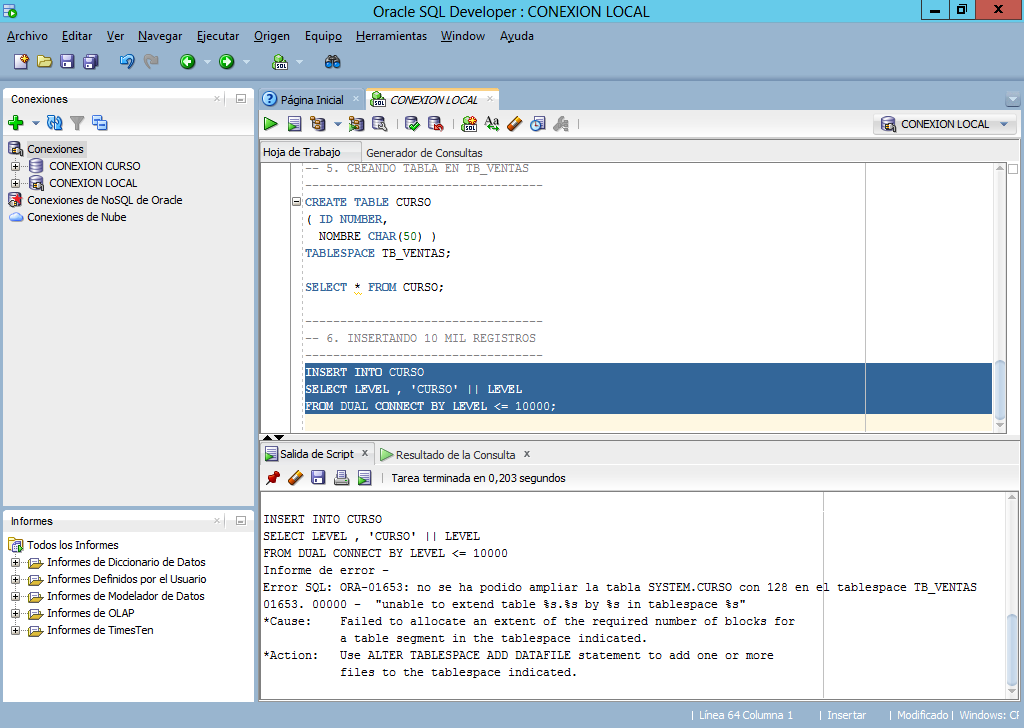 Oracle SQL Developer : CONEXION LOCAL
Archivo Editar Ver Navegar Ejecutar Origen Equipo Herramientas Window Ayuda
Conexiones
Conexiones
CONEXION CURSO
CONEXION LOCAL
Conexiones de NoSQL de Oracle
Conexiones de Nube
Informes
Todos los Informes
Informes de Diccionario de Datos
Informes Definidos por el Usuario
Informes de Modelador de Datos
Informes de OLAP
Informes de TimesTen
Página Inicial CONEXION LOCAL
CONEXION LOCAL
Hoja de Trabajo Generador de Consultas
-- 5. CREANDO TABLA EN TB_VENTAS
----------------------------------
CREATE TABLE CURSO
( ID NUMBER,
NOMBRE CHAR(50) )
TABLESPACE TB_VENTAS;
SELECT * FROM CURSO;
----------------------------------
-- 6. INSERTANDO 10 MIL REGISTROS
----------------------------------
INSERT INTO CURSO
SELECT LEVEL , 'CURSO' || LEVEL
FROM DUAL CONNECT BY LEVEL <= 10000;
Salida de Script x Resultado de la Consulta x
Tarea terminada en 0,203 segundos
INSERT INTO CURSO
SELECT LEVEL , 'CURSO' || LEVEL
FROM DUAL CONNECT BY LEVEL <= 10000
Informe de error -
Error SQL: ORA-01653: no se ha podido ampliar la tabla SYSTEM.CURSO con 128 en el tablespace TB_VENTAS
01653. 00000 - "unable to extend table %s.%s by %s in tablespace %s"
*Cause: Failed to allocate an extent of the required number of blocks for
a table segment in the tablespace indicated.
*Action: Use ALTER TABLESPACE ADD DATAFILE statement to add one or more
files to the tablespace indicated.
| Línea 64 Columna 1 | Insertar | Modificado | Windows: